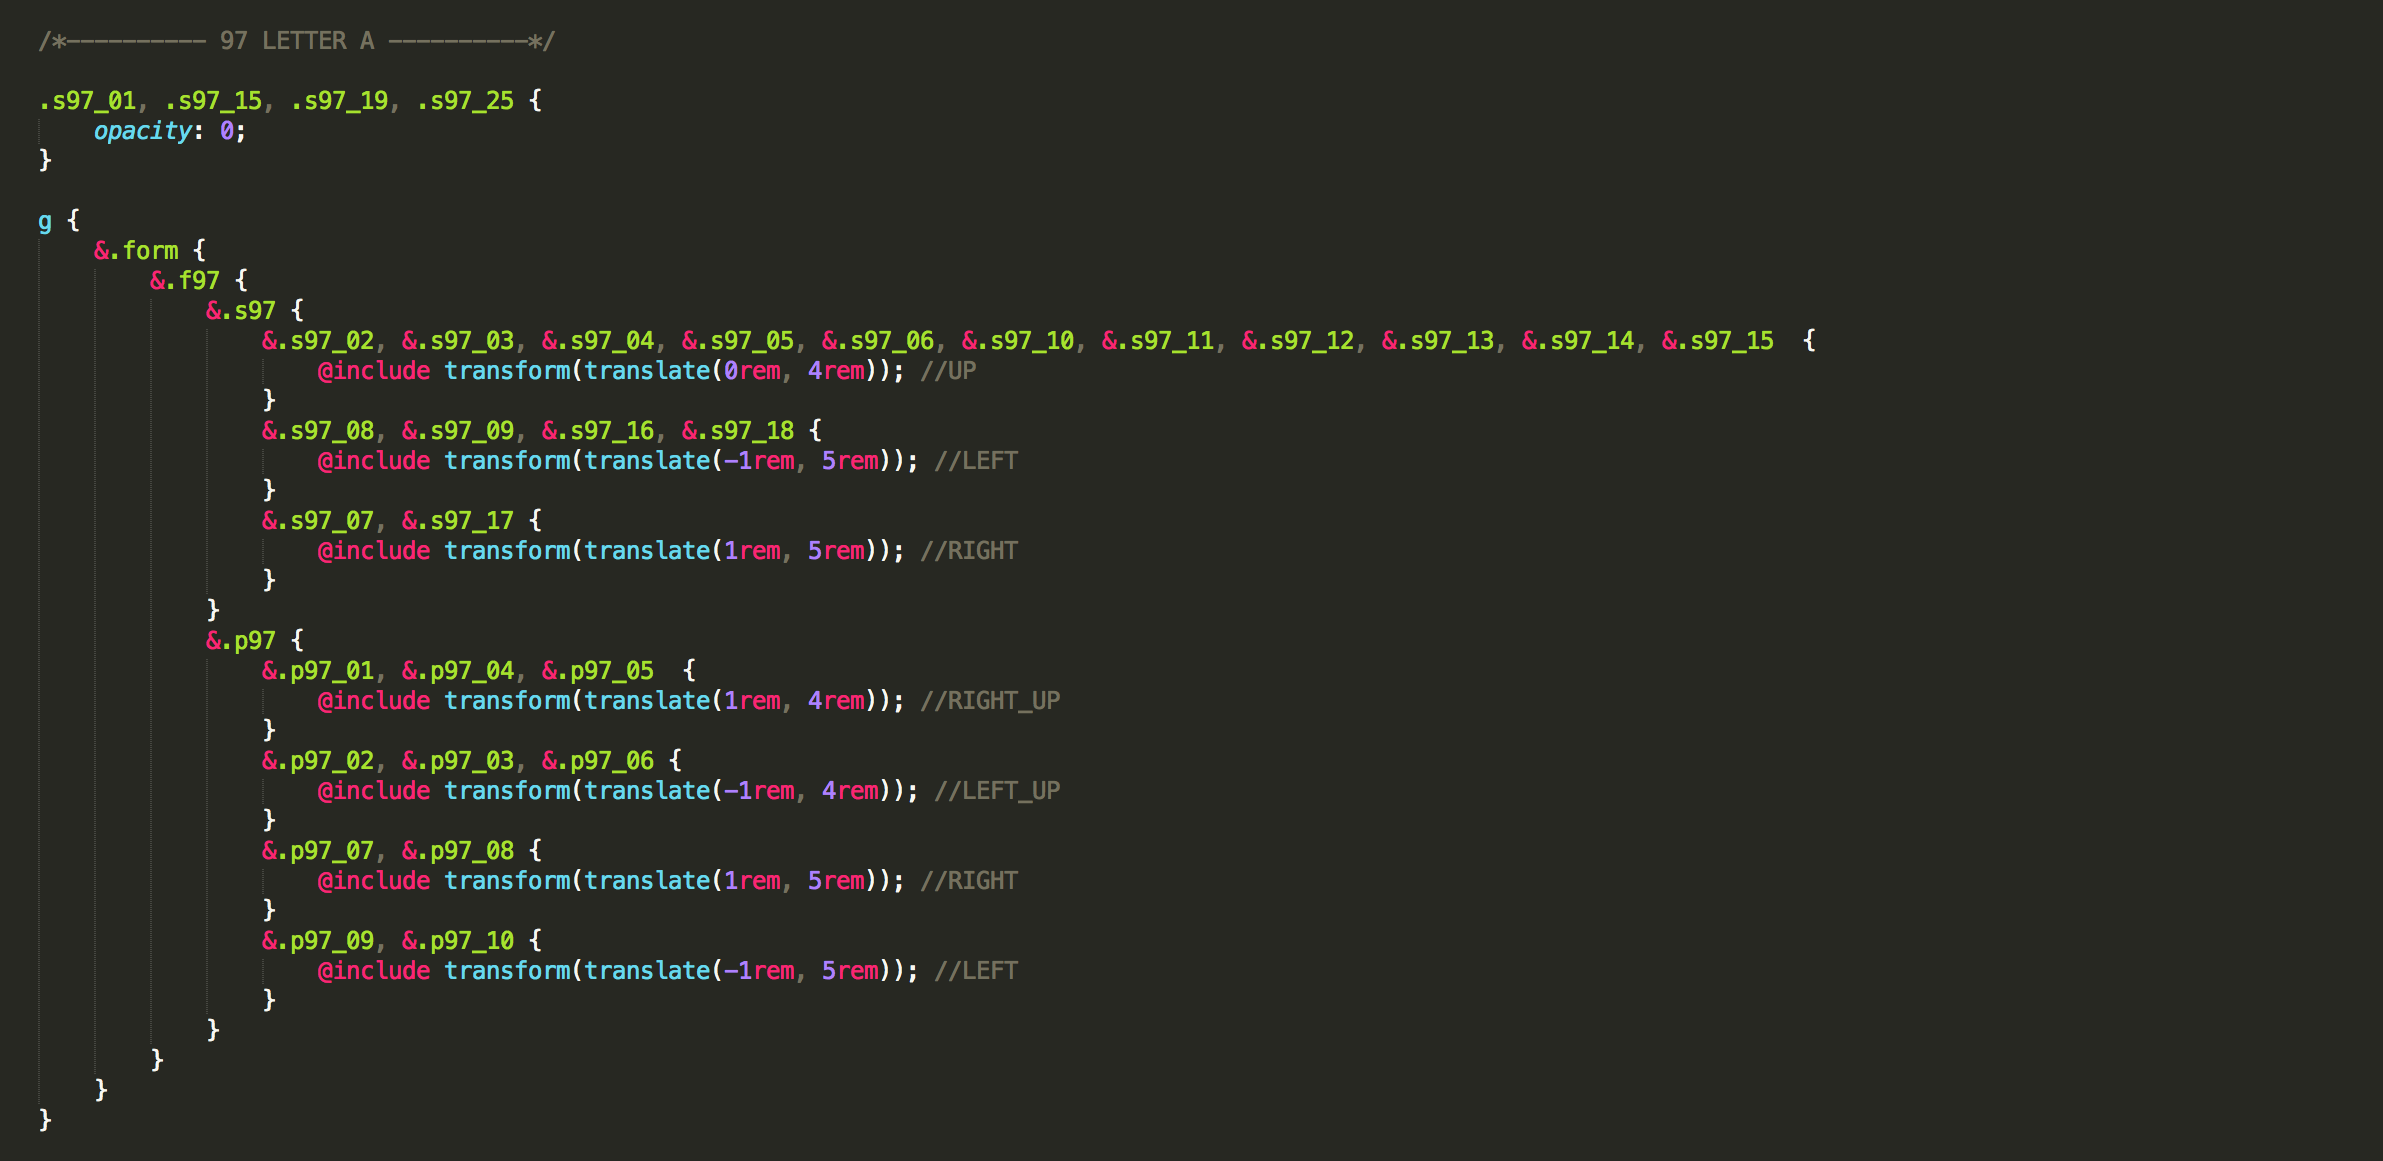 /*—————————— 97 LETTER A ——————————*/
.s97_01, .s97_15, .s97_19, .s97_25 {
opacity: 0;
}
g {
&.form {
&.f97 {
&.s97 {
&.s97_02, &.s97_03, &.s97_04, &.s97_05, &.s97_06, &.s97_10, &.s97_11, &.s97_12, &.s97_13, &.s97_14, &.s97_15  {
@include transform(translate(0rem, 4rem)); //UP
}
&.s97_08, &.s97_09, &.s97_16, &.s97_18 {
@include transform(translate(-1rem, 5rem)); //LEFT
}
&.s97_07, &.s97_17 {
@include transform(translate(1rem, 5rem)); //RIGHT
}
}
&.p97 {
&.p97_01, &.p97_04, &.p97_05  {
@include transform(translate(1rem, 4rem)); //RIGHT_UP
}
&.p97_02, &.p97_03, &.p97_06 {
@include transform(translate(-1rem, 4rem)); //LEFT_UP
}
&.p97_07, &.p97_08 {
@include transform(translate(1rem, 5rem)); //RIGHT
}
&.p97_09, &.p97_10 {
@include transform(translate(-1rem, 5rem)); //LEFT
}
}
}
}
}